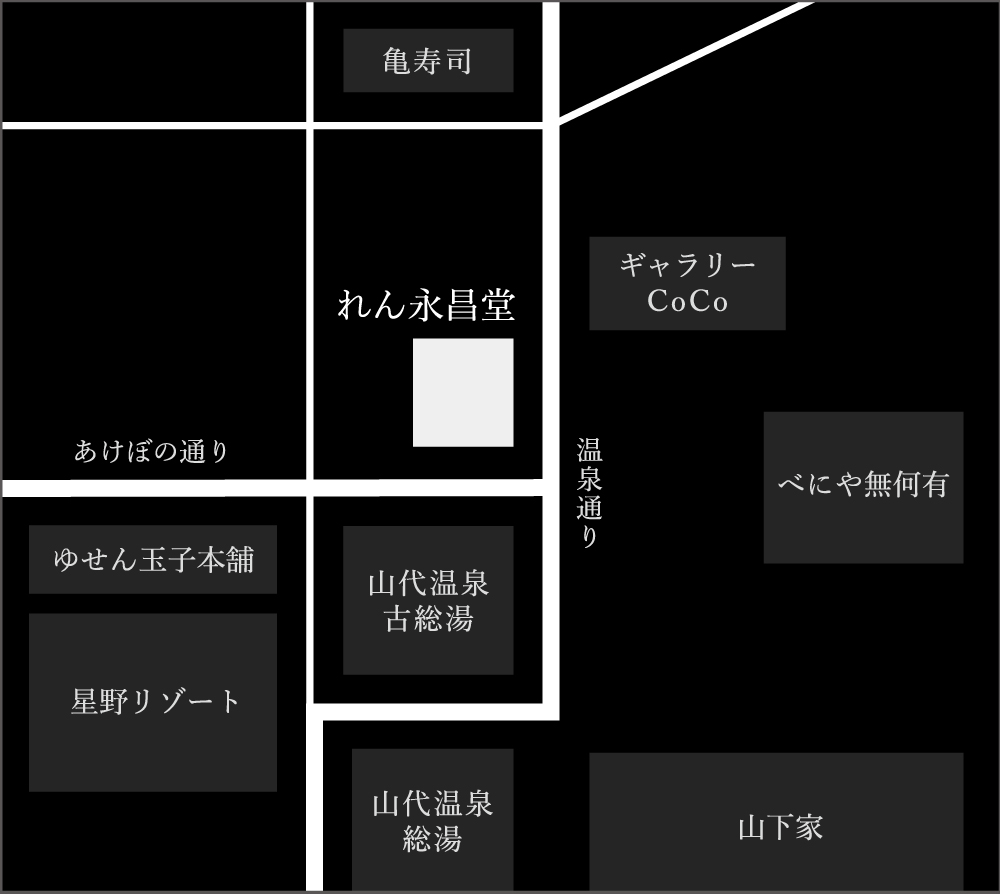 亀寿司
ギャラリー
CoCo
れん永昌堂
あけぼの通り
温泉通り
べにや無何有
ゆせん玉子本舗
山代温泉
古総湯
星野リゾート
山代温泉
総湯
山下家